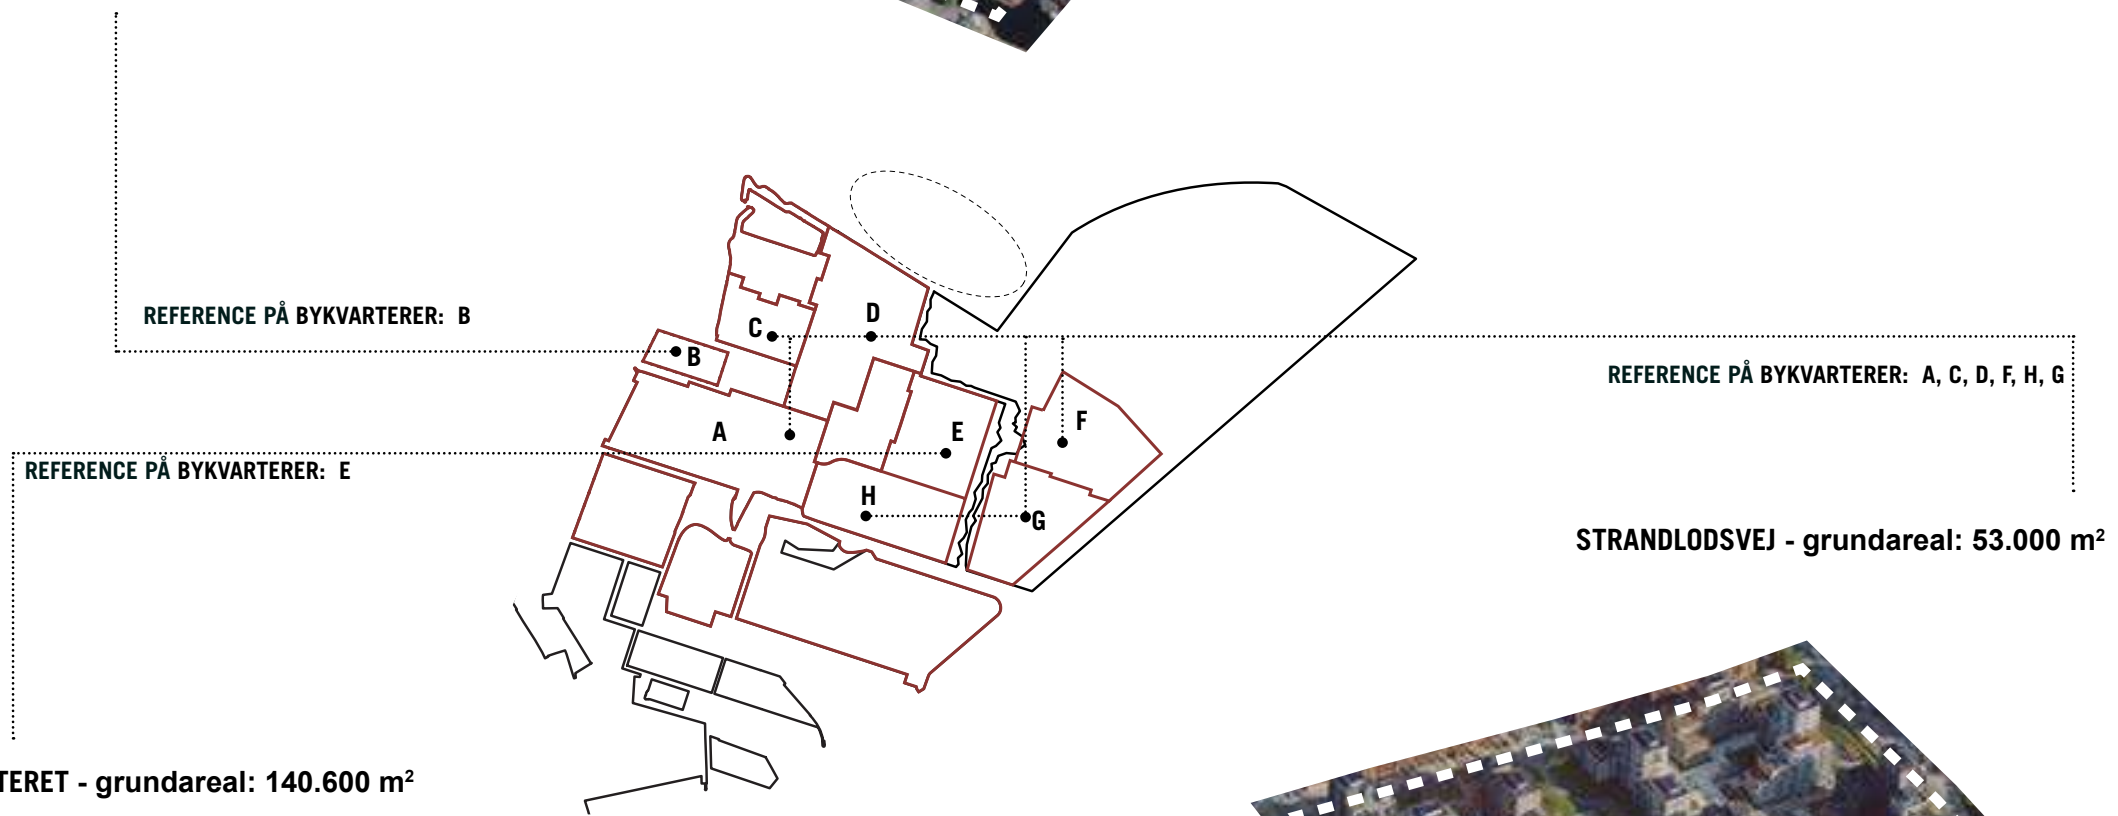 REFERENCE PÅ BYKVARTERER: B
C
D
B
REFERENCE PÅ BYKVARTERER: A, C, D, F, H, G
A
E
F
REFERENCE PÅ BYKVARTERER: E
H
G
STRANDLODSVEJ - grundareal: 53.000 m²
TERET - grundareal: 140.600 m²